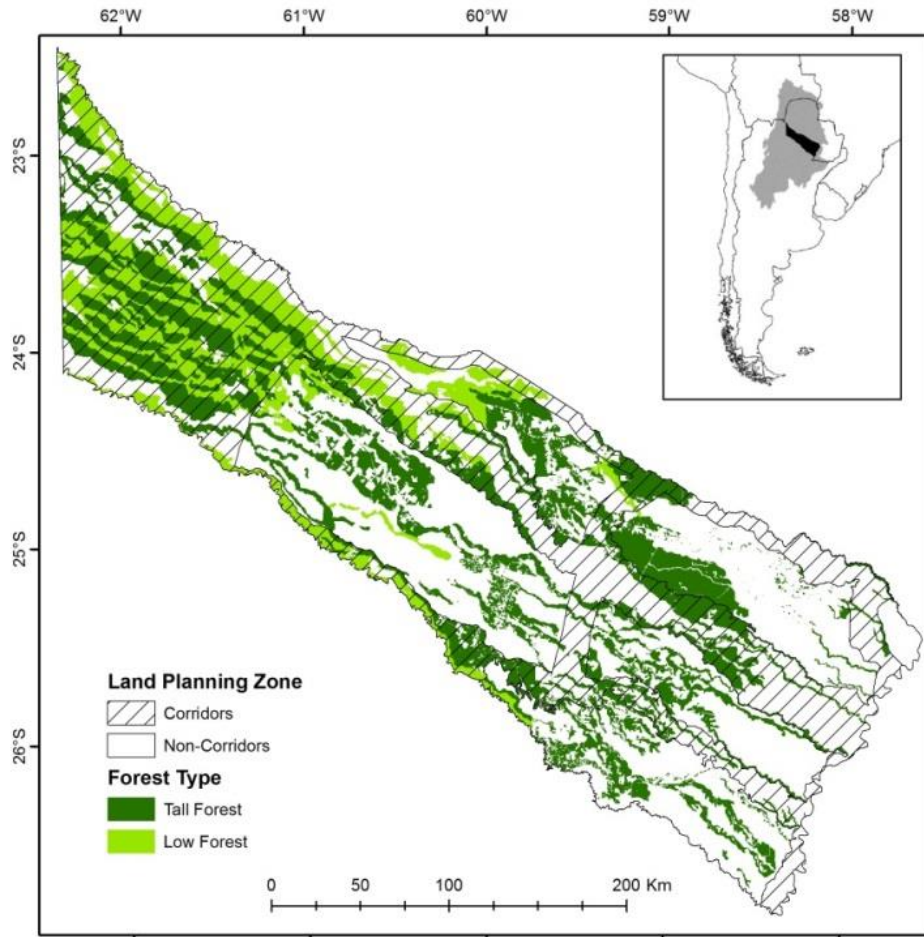 62°W 61°W 60°W 59°W 58°W
23°S
24°S
25°S
26°S
Land Planning Zone
Corridors
Non-Corridors
Forest Type
Tall Forest
Low Forest
0 50 100 200 Km